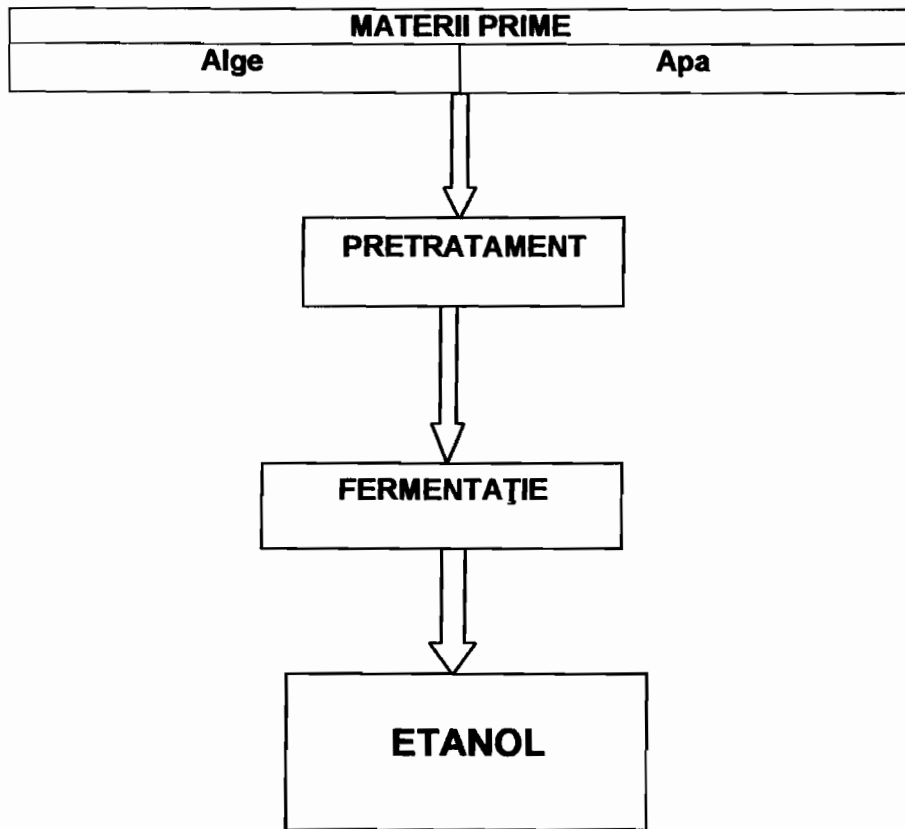 MATERII PRIME
Alge Apa
PRETRATAMENT
FERMENTAŢIE
ETANOL